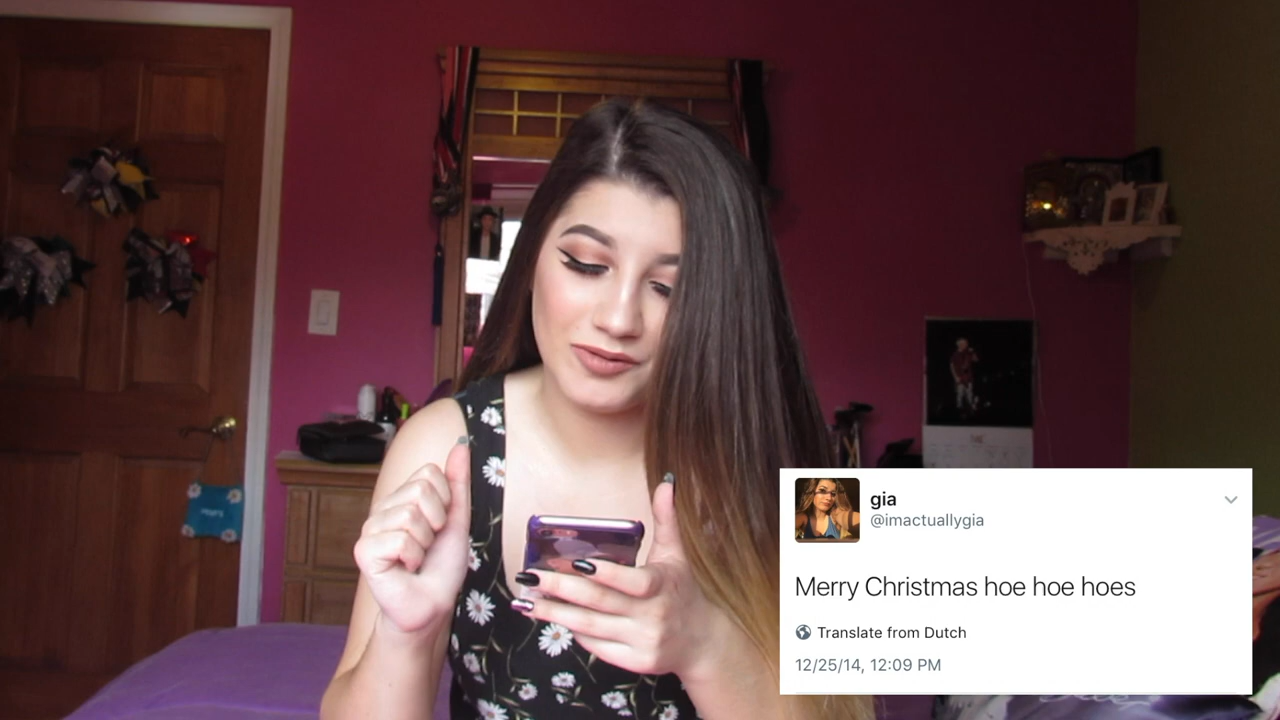 gia
@imactuallygia
Merry Christmas hoe hoe hoes
Translate from Dutch
12/25/14, 12:09 PM